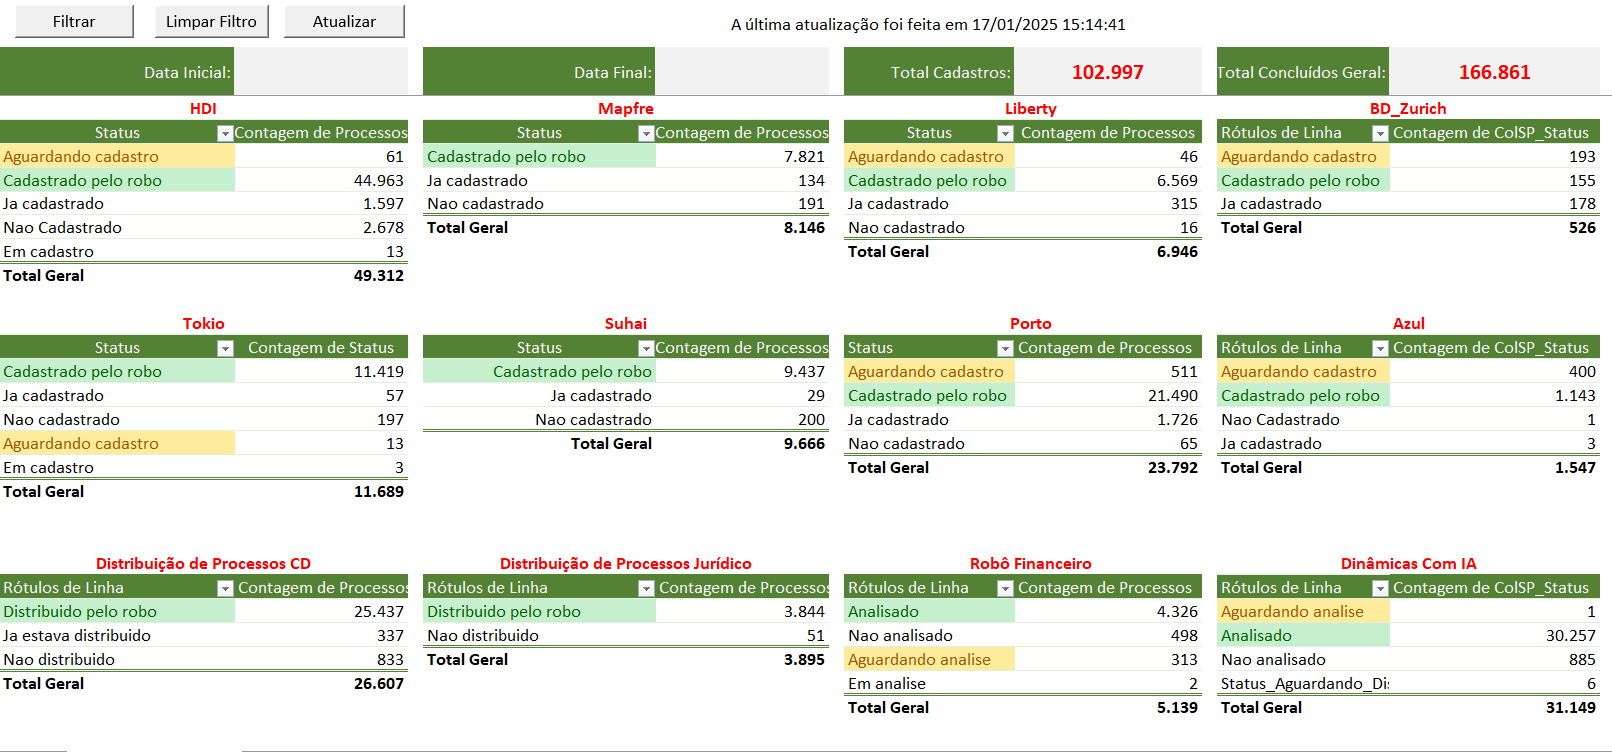 Filtrar Limpar Filtro Atualizar A última atualização foi feita em 17/01/2025 15:14:41
Data Inicial: Data Final: Total Cadastros: 102.997 Total Concluídos Geral: 166.861
HDI
Status Contagem de Processos
Aguardando cadastro 61
Cadastrado pelo robo 44.963
Ja cadastrado 1.597
Nao Cadastrado 2.678
Em cadastro 13
Total Geral 49.312
Mapfre
Status Contagem de Processos
Cadastrado pelo robo 7.821
Ja cadastrado 134
Nao cadastrado 191
Total Geral 8.146
Liberty
Status Contagem de Processos
Aguardando cadastro 46
Cadastrado pelo robo 6.569
Ja cadastrado 315
Nao cadastrado 16
Total Geral 6.946
BD_Zurich
Rótulos de Linha Contagem de ColSP_Status
Aguardando cadastro 193
Cadastrado pelo robo 155
Ja cadastrado 178
Total Geral 526
Tokio
Status Contagem de Status
Cadastrado pelo robo 11.419
Ja cadastrado 57
Nao cadastrado 197
Aguardando cadastro 13
Em cadastro 3
Total Geral 11.689
Suhai
Status Contagem de Processos
Cadastrado pelo robo 9.437
Ja cadastrado 29
Nao cadastrado 200
Total Geral 9.666
Porto
Status Contagem de Processos
Aguardando cadastro 511
Cadastrado pelo robo 21.490
Ja cadastrado 1.726
Nao cadastrado 65
Total Geral 23.792
Azul
Rótulos de Linha Contagem de ColSP_Status
Aguardando cadastro 400
Cadastrado pelo robo 1.143
Nao Cadastrado 1
Ja cadastrado 3
Total Geral 1.547
Distribuição de Processos CD
Rótulos de Linha Contagem de Processos
Distribuido pelo robo 25.437
Ja estava distribuido 337
Nao distribuido 833
Total Geral 26.607
Distribuição de Processos Jurídico
Rótulos de Linha Contagem de Processos
Distribuido pelo robo 3.844
Nao distribuido 51
Total Geral 3.895
Robô Financeiro
Rótulos de Linha Contagem de Processos
Analisado 4.326
Nao analisado 498
Aguardando analise 313
Em analise 2
Total Geral 5.139
Dinâmicas Com IA
Rótulos de Linha Contagem de ColSP_Status
Aguardando analise 1
Analisado 30.257
Nao analisado 885
Status_Aguardando_Dis 6
Total Geral 31.149